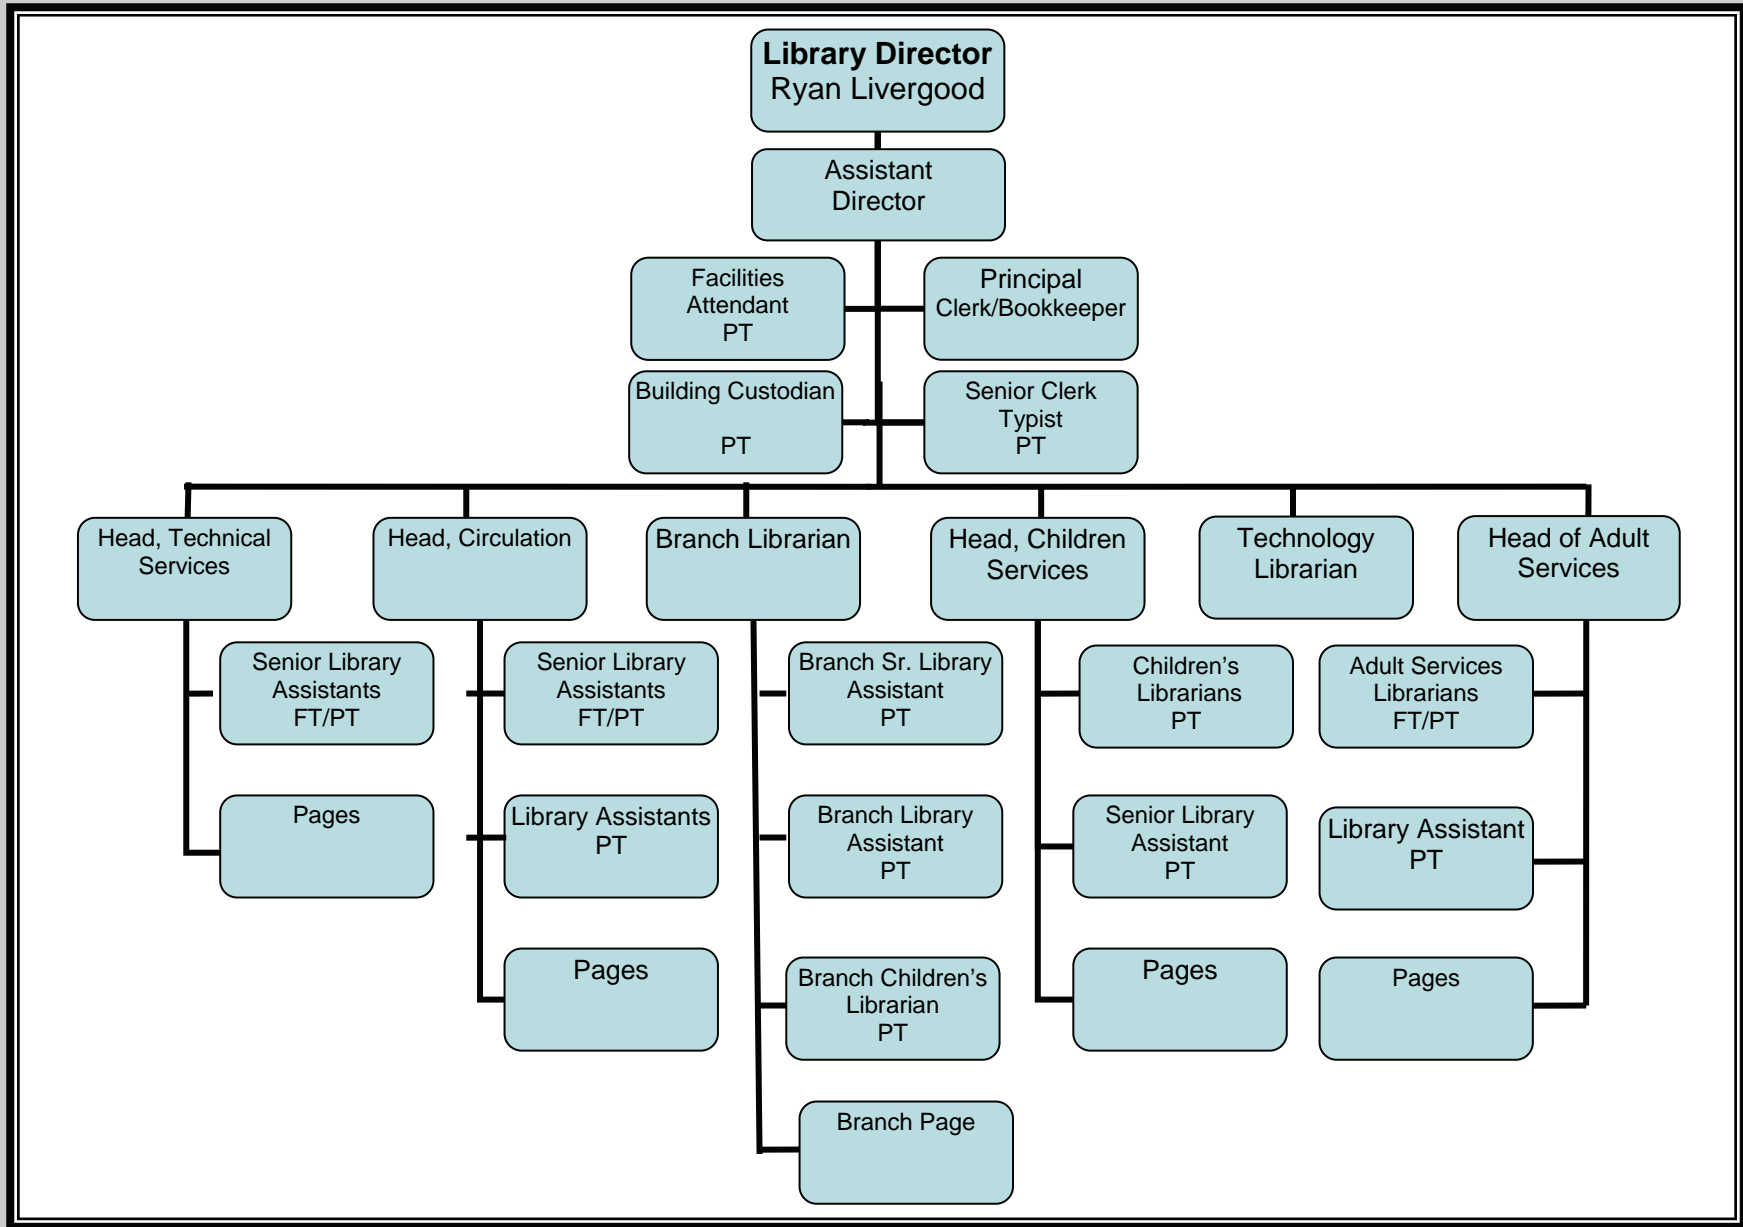 Library Director
Ryan Livergood
Assistant
Director
Facilities
Attendant
PT
Principal
Clerk/Bookkeeper
Building Custodian
PT
Senior Clerk
Typist
PT
Head, Technical
Services
Head, Circulation
Branch Librarian
Head, Children
Services
Technology
Librarian
Head of Adult
Services
Senior Library
Assistants
FT/PT
Senior Library
Assistants
FT/PT
Branch Sr. Library
Assistant
PT
Children’s
Librarians
PT
Adult Services
Librarians
FT/PT
Pages
Library Assistants
PT
Branch Library
Assistant
PT
Senior Library
Assistant
PT
Library Assistant
PT
Pages
Branch Children’s
Librarian
PT
Pages
Pages
Branch Page